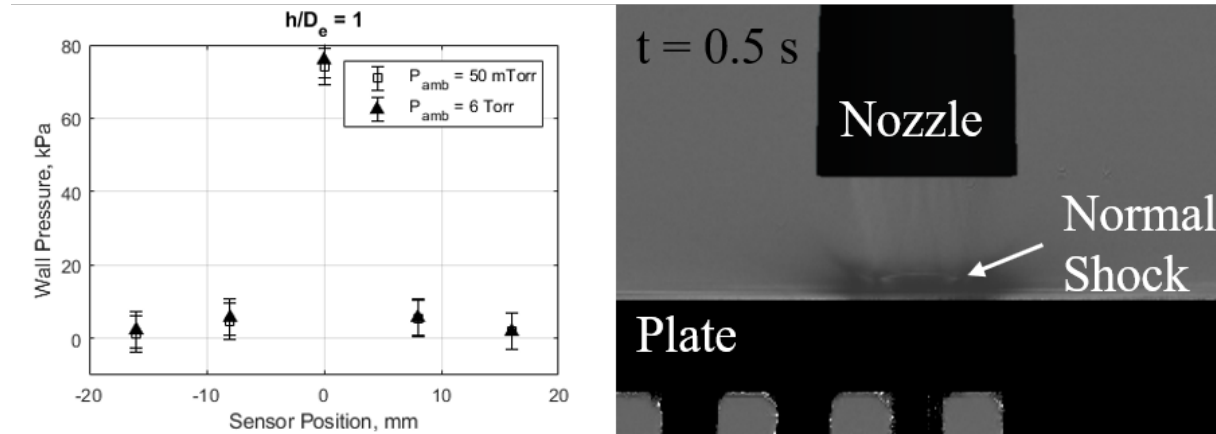 h/D_e = 1
80
60
40
20
0
-20
-10
0
10
20
Wall Pressure, kPa
Sensor Position, mm
P_amb = 50 mTorr
P_amb = 6 Torr
t = 0.5 s
Nozzle
Normal
Shock
Plate